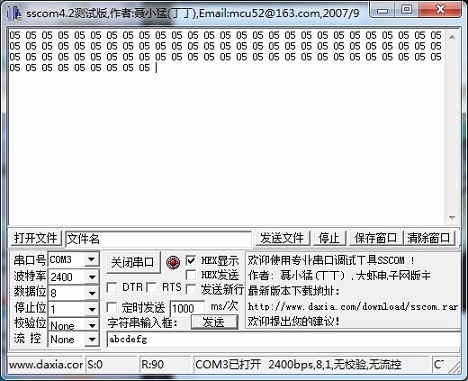 sscom4.2测试版,作者:聂小猛(丁丁),Email:mcu52@163.com,2007/9
05 05 05 05 05 05 05 05 05 05 05 05 05 05 05 05 05 05 05 05 05 05 05 05 05 05 05
05 05 05 05 05 05 05 05 05 05 05 05 05 05 05 05 05 05 05 05 05 05 05 05 05 05 05
05 05 05 05 05 05 05 05 05 05 05 05 05 05 05 05 05 05 05 05 05 05 05 05 05 05 05
05 05 05 05 05 05 05 05 05
打开文件 文件名 发送文件 停止 保存窗口 清除窗口
串口号 COM3 关闭串口 HEX显示
波特率 2400 HEX发送
数据位 8 DTR RTS 发送新行
停止位 1 定时发送 1000 ms/次
校验位 None 字符串输入框: 发送
流 控 None abcdefg
欢迎使用专业串口调试工具SSCOM !
作者: 聂小猛(丁丁),大虾电子网版主
最新版本下载地址:
http://www.daxia.com/download/sscom.rar
欢迎提出您的建议!
www.daxia.cor S:0 R:90 COM3已打开 2400bps,8,1,无校验,无流控